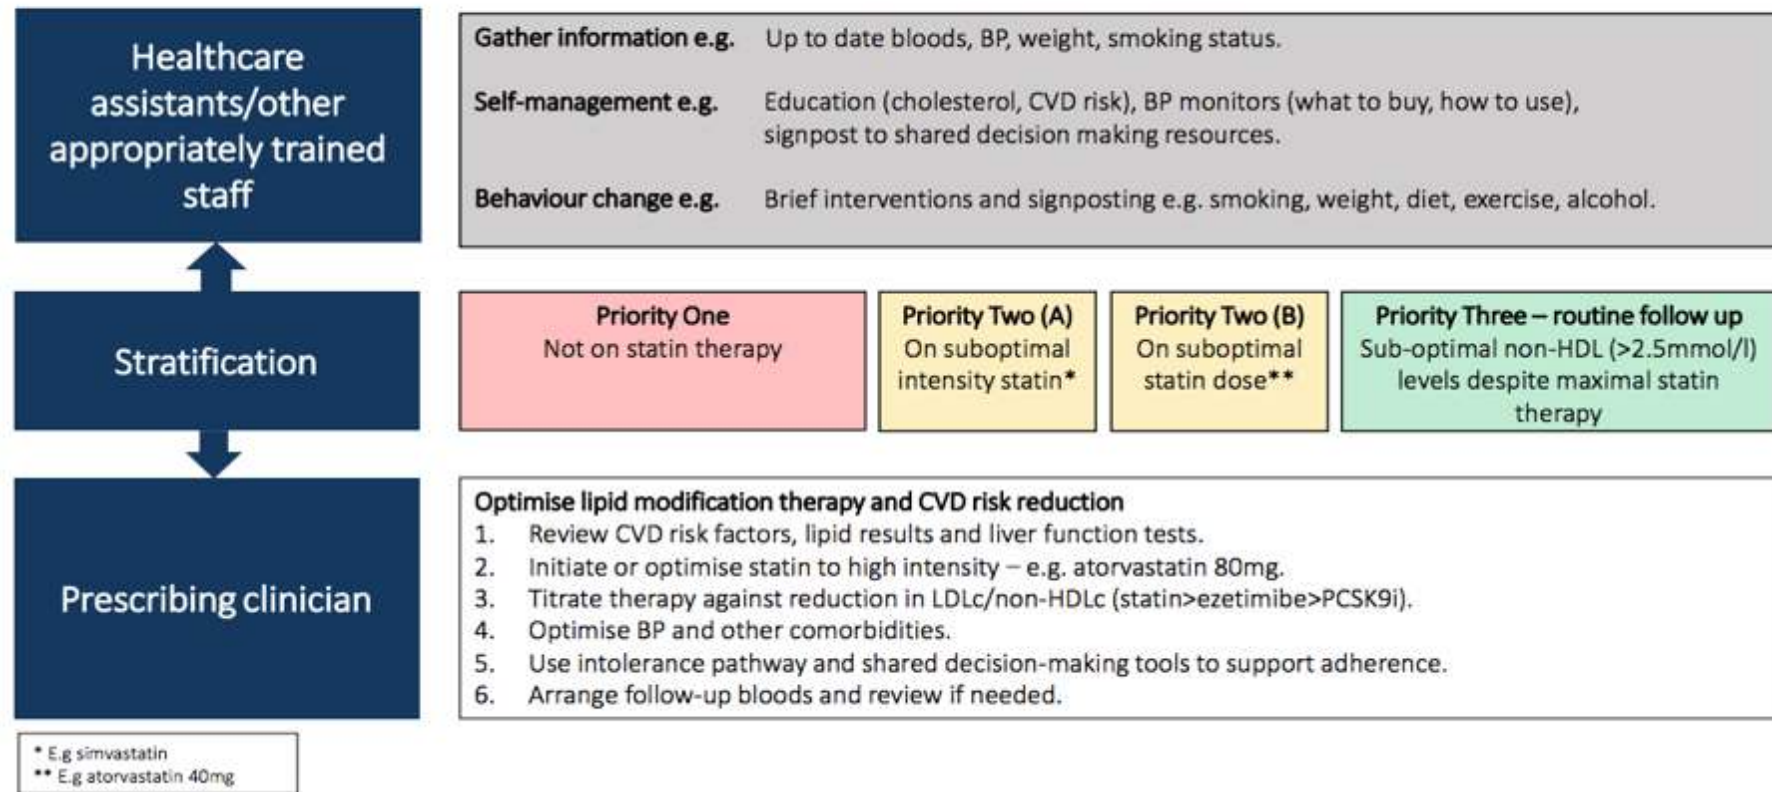 Healthcare
assistants/other
appropriately trained
staff
Gather information e.g. Up to date bloods, BP, weight, smoking status.
Self-management e.g. Education (cholesterol, CVD risk), BP monitors (what to buy, how to use),
signpost to shared decision making resources.
Behaviour change e.g. Brief interventions and signposting e.g. smoking, weight, diet, exercise, alcohol.
Stratification
Priority One
Not on statin therapy
Priority Two (A)
On suboptimal
intensity statin*
Priority Two (B)
On suboptimal
statin dose**
Priority Three – routine follow up
Sub-optimal non-HDL (>2.5mmol/l)
levels despite maximal statin
therapy
Prescribing clinician
Optimise lipid modification therapy and CVD risk reduction
1. Review CVD risk factors, lipid results and liver function tests.
2. Initiate or optimise statin to high intensity – e.g. atorvastatin 80mg.
3. Titrate therapy against reduction in LDLc/non-HDLc (statin>ezetimibe>PCSK9i).
4. Optimise BP and other comorbidities.
5. Use intolerance pathway and shared decision-making tools to support adherence.
6. Arrange follow-up bloods and review if needed.
* E.g simvastatin
** E.g atorvastatin 40mg